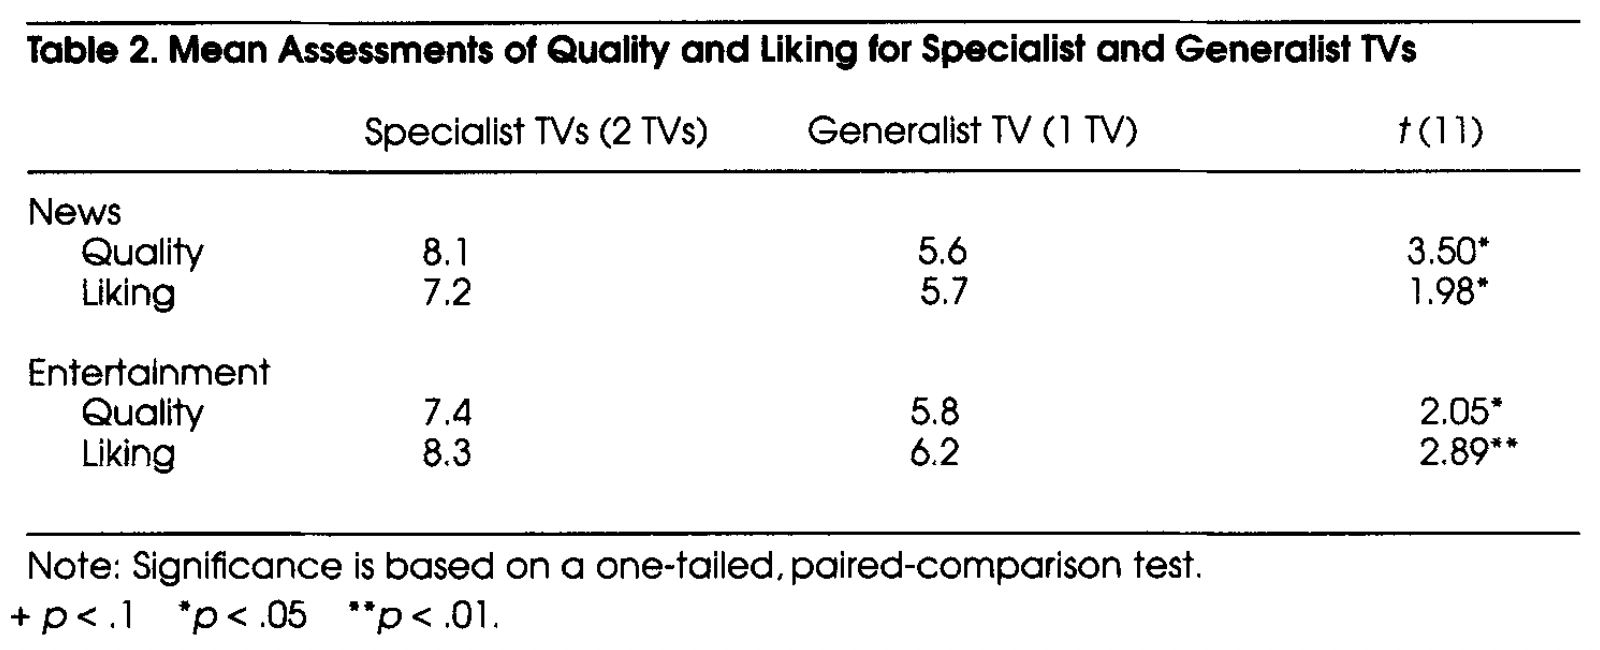 Table 2. Mean Assessments of Quality and Liking for Specialist and Generalist TVs
Specialist TVs (2 TVs) Generalist TV (1 TV) t (11)
News
Quality 8.1 5.6 3.50*
Liking 7.2 5.7 1.98*
Entertainment
Quality 7.4 5.8 2.05*
Liking 8.3 6.2 2.89**
Note: Significance is based on a one-tailed, paired-comparison test.
+ p < .1 *p < .05 **p < .01.